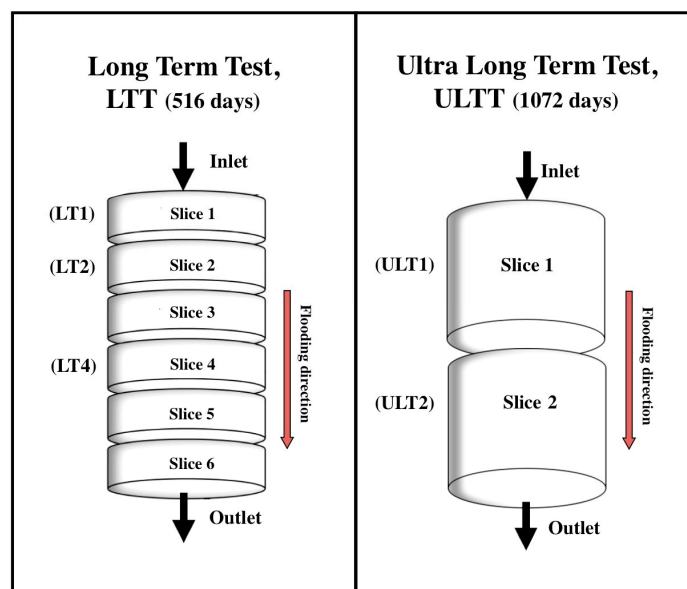 Long Term Test,
LTT (516 days)
Inlet
(LT1)
Slice 1
(LT2)
Slice 2
Slice 3
(LT4)
Slice 4
Slice 5
Slice 6
Flooding direction
Outlet
Ultra Long Term Test,
ULTT (1072 days)
Inlet
(ULT1)
Slice 1
(ULT2)
Slice 2
Flooding direction
Outlet